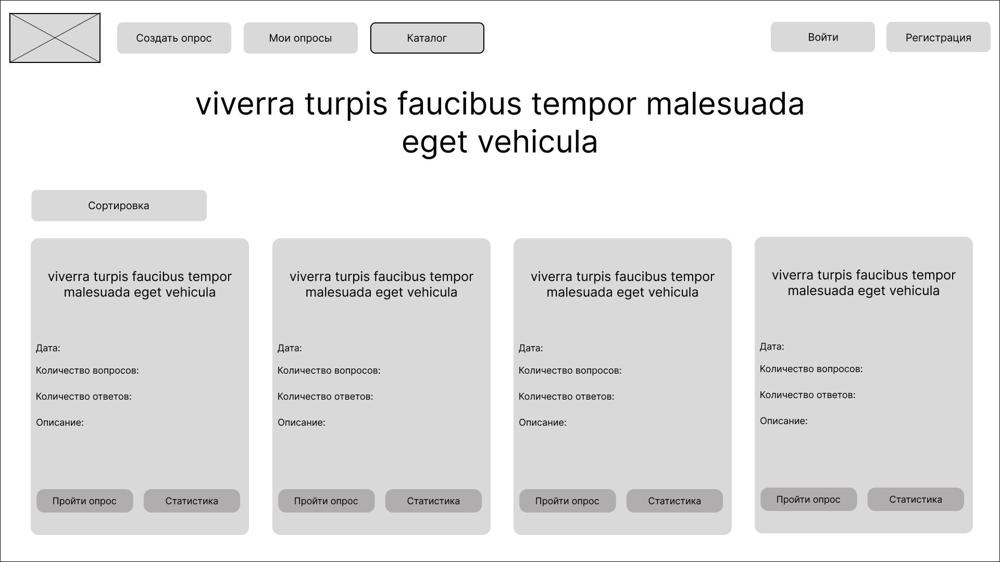 Создать опрос
Мои опросы
Каталог
Войти
Регистрация
viverra turpis faucibus tempor malesuada
eget vehicula
Сортировка
viverra turpis faucibus tempor
malesuada eget vehicula
Дата:
Количество вопросов:
Количество ответов:
Описание:
Пройти опрос
Статистика
viverra turpis faucibus tempor
malesuada eget vehicula
Дата:
Количество вопросов:
Количество ответов:
Описание:
Пройти опрос
Статистика
viverra turpis faucibus tempor
malesuada eget vehicula
Дата:
Количество вопросов:
Количество ответов:
Описание:
Пройти опрос
Статистика
viverra turpis faucibus tempor
malesuada eget vehicula
Дата:
Количество вопросов:
Количество ответов:
Описание:
Пройти опрос
Статистика